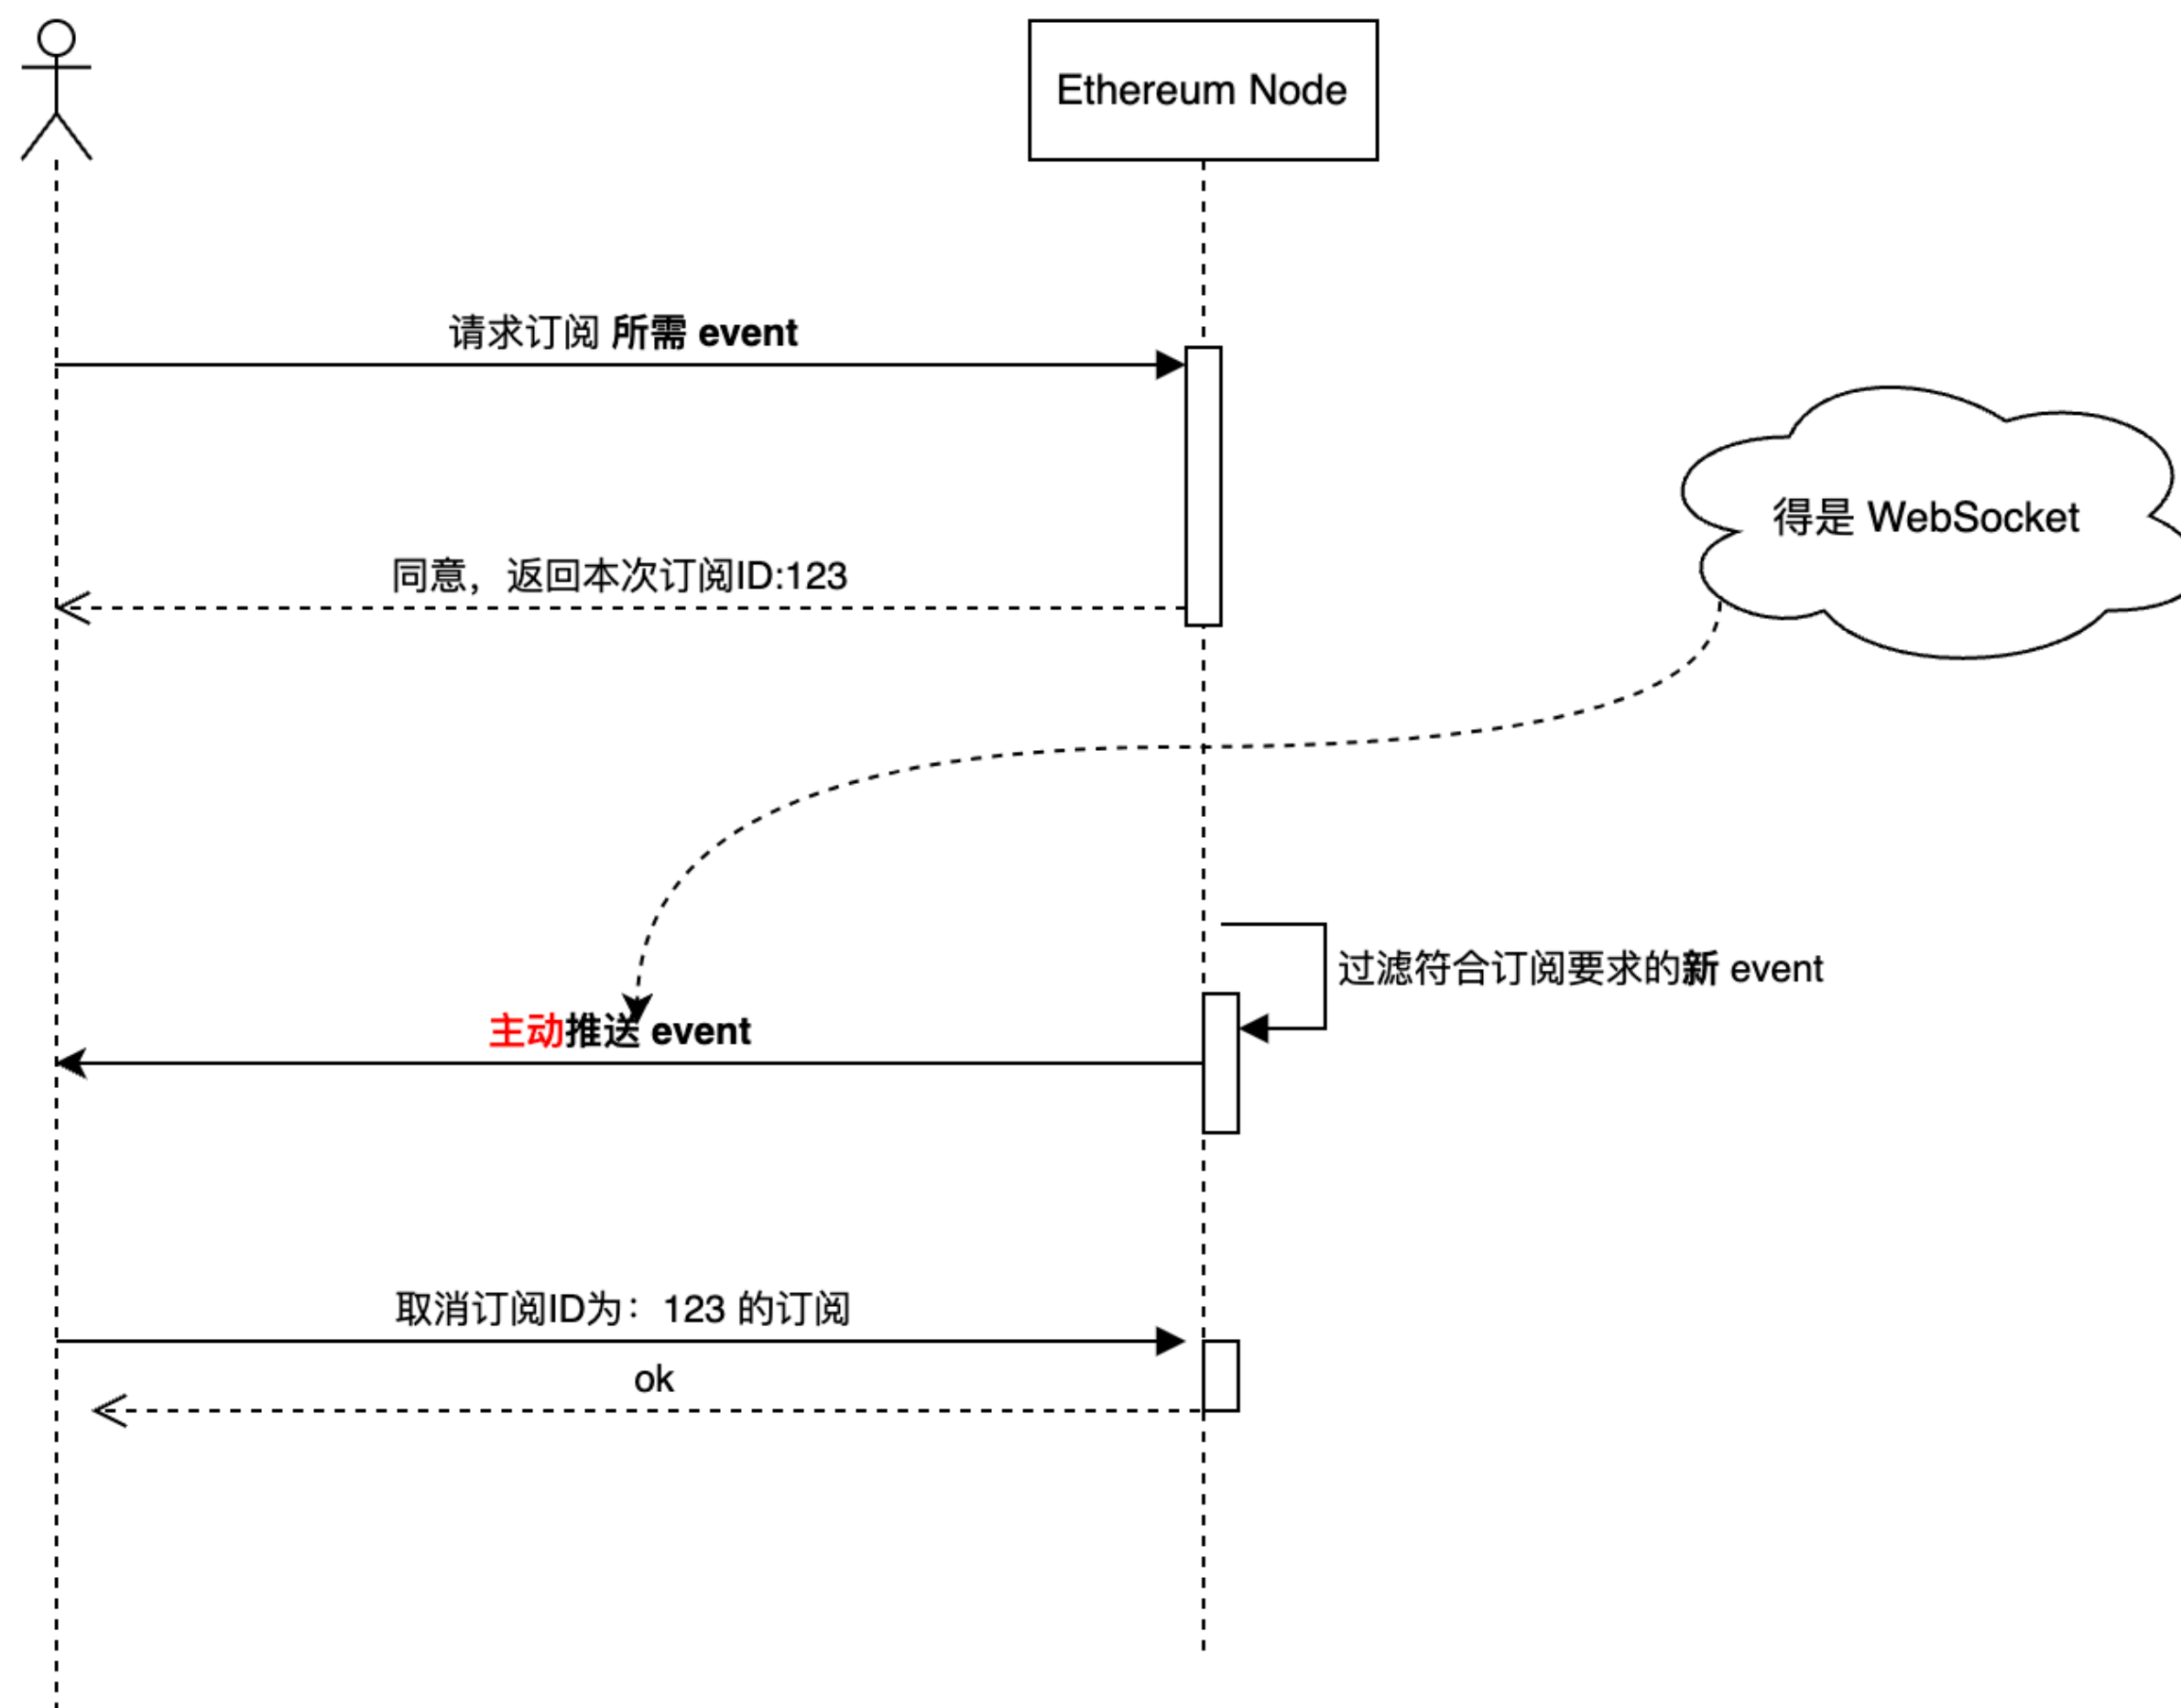 Ethereum Node
请求订阅 所需 event
得是 WebSocket
同意，返回本次订阅ID:123
过滤符合订阅要求的新 event
主动推送 event
取消订阅ID为：123 的订阅
ok